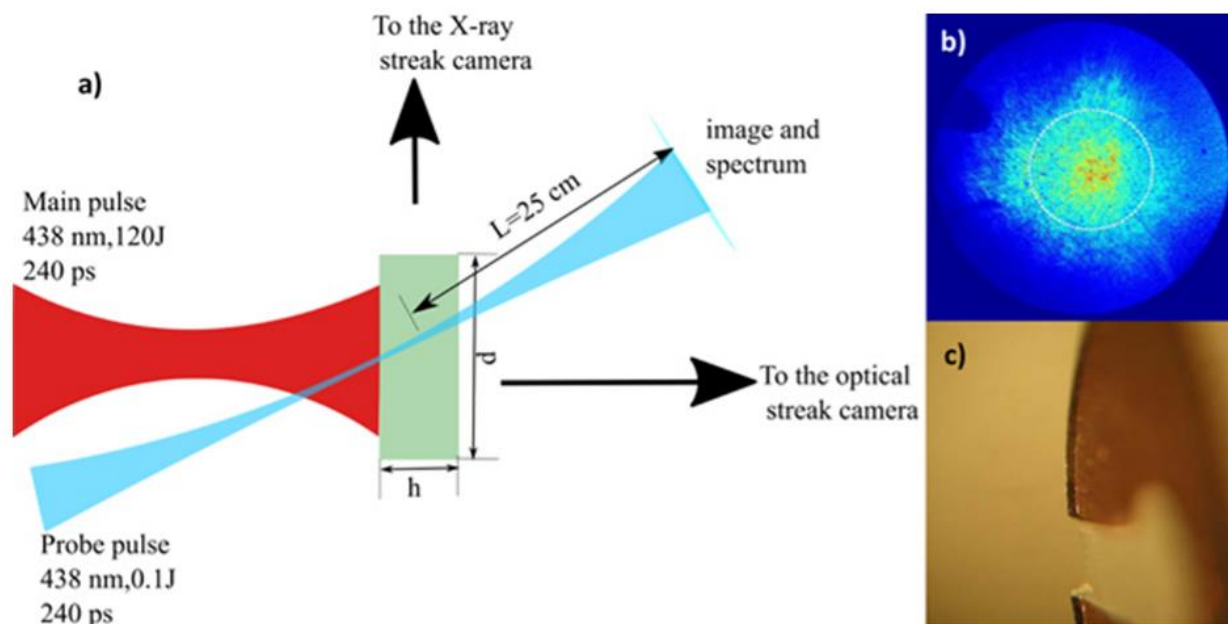 To the X-ray
streak camera
a)
b)
image and
spectrum
L=25 cm
Main pulse
438 nm,120J
240 ps
d
To the optical
streak camera
h
Probe pulse
438 nm,0.1J
240 ps
c)